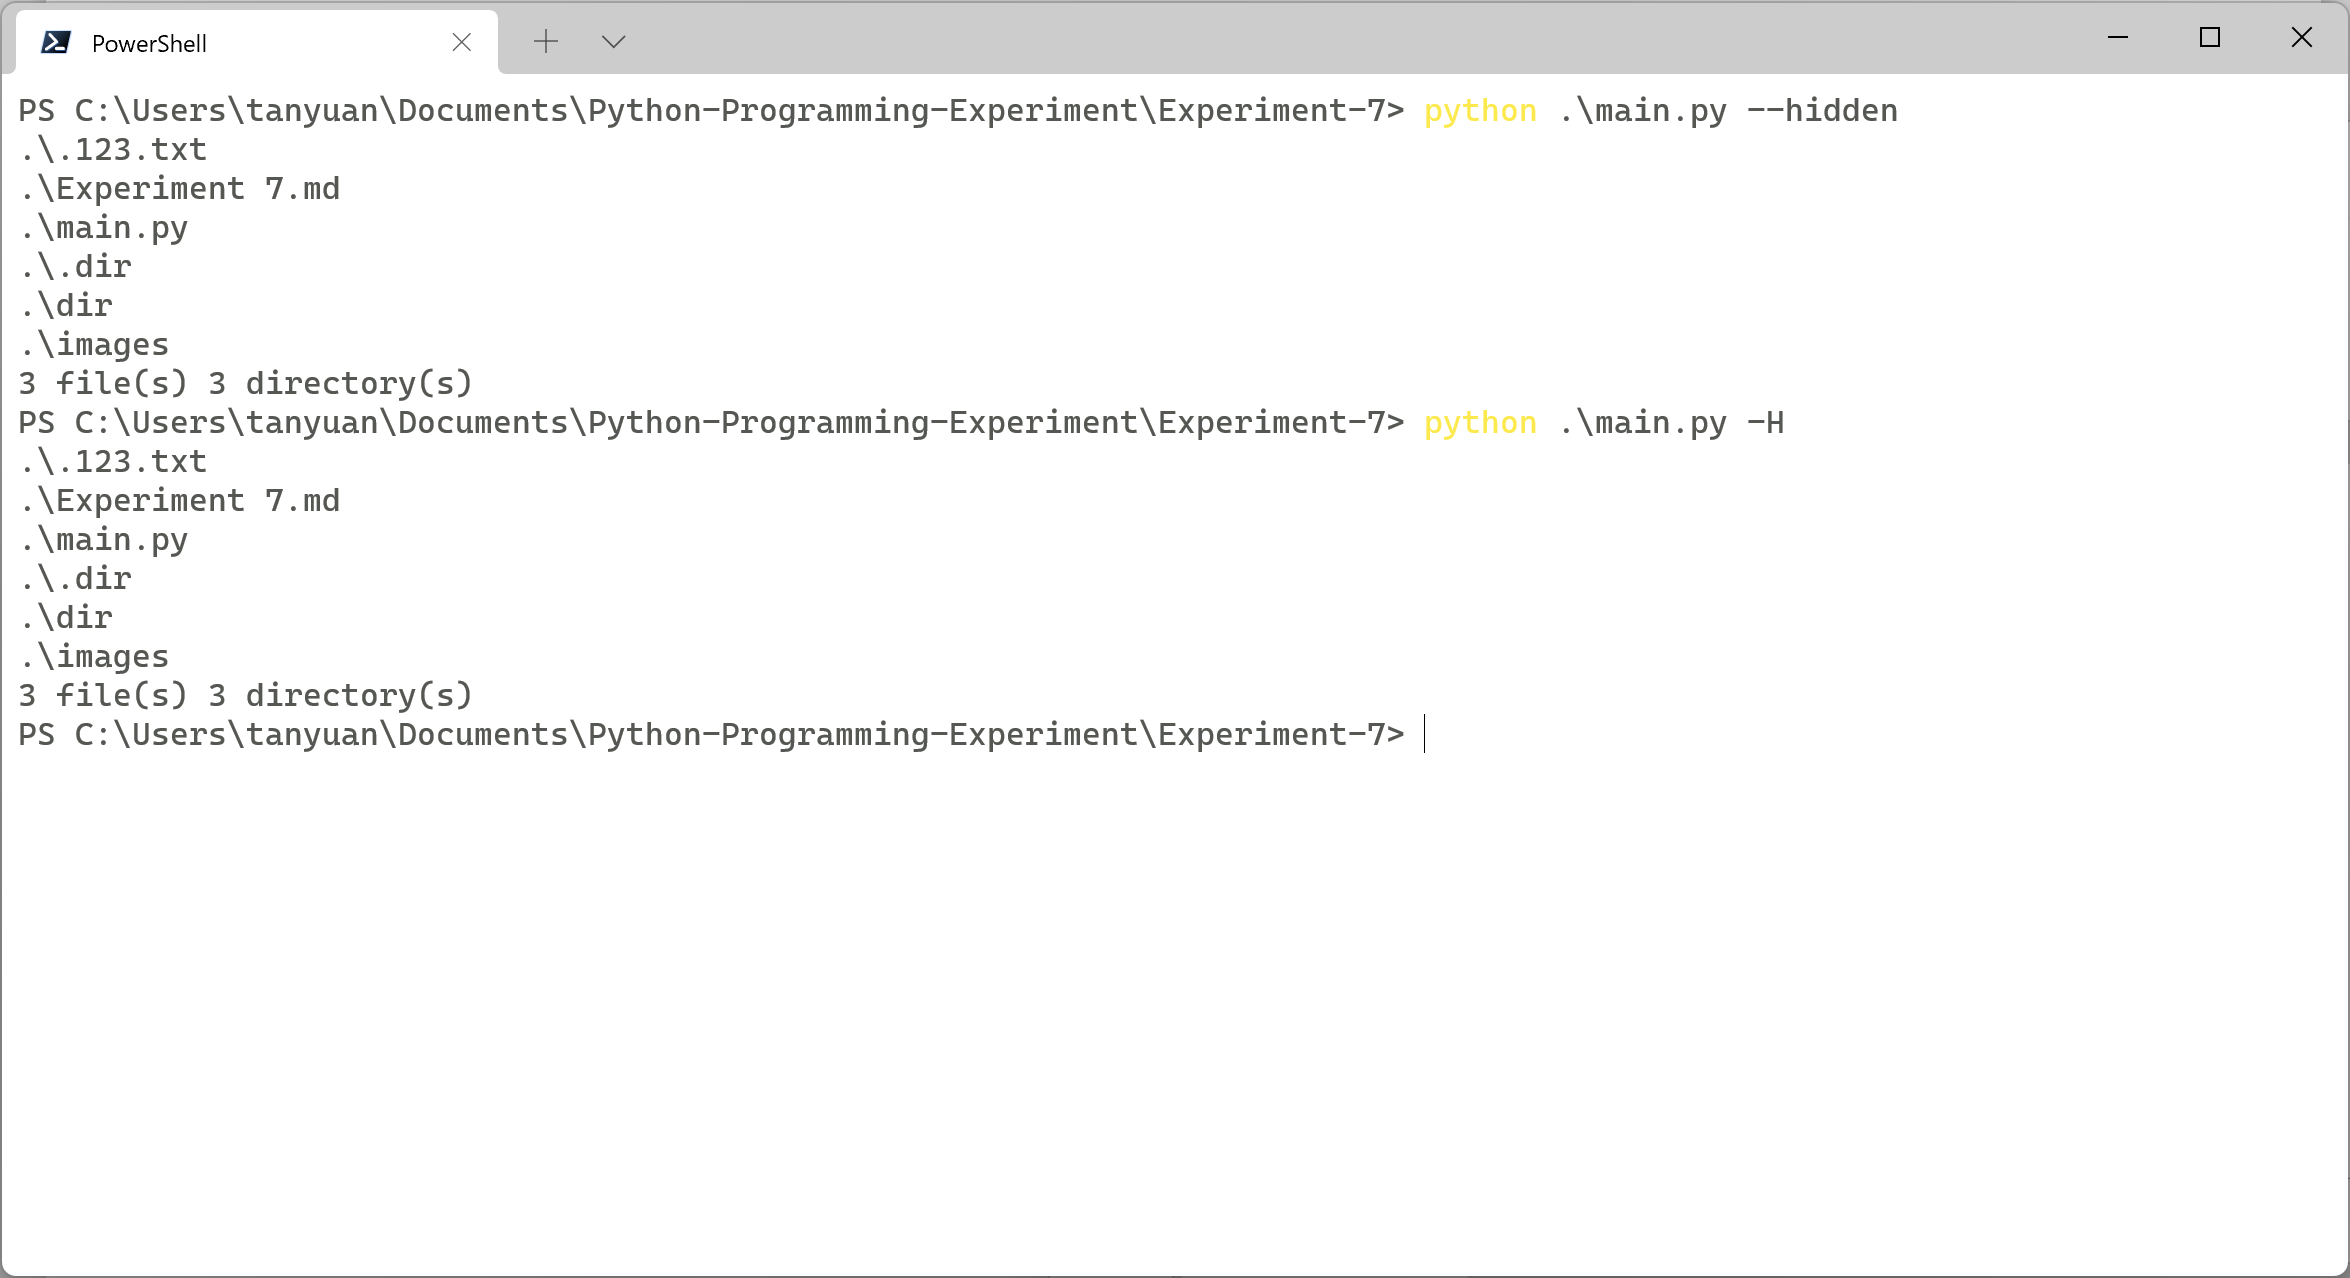 PowerShell
PS C:\Users\tanyuan\Documents\Python-Programming-Experiment\Experiment-7> python .\main.py --hidden
.\.123.txt
.\Experiment 7.md
.\main.py
.\.dir
.\dir
.\images
3 file(s) 3 directory(s)
PS C:\Users\tanyuan\Documents\Python-Programming-Experiment\Experiment-7> python .\main.py -H
.\.123.txt
.\Experiment 7.md
.\main.py
.\.dir
.\dir
.\images
3 file(s) 3 directory(s)
PS C:\Users\tanyuan\Documents\Python-Programming-Experiment\Experiment-7>